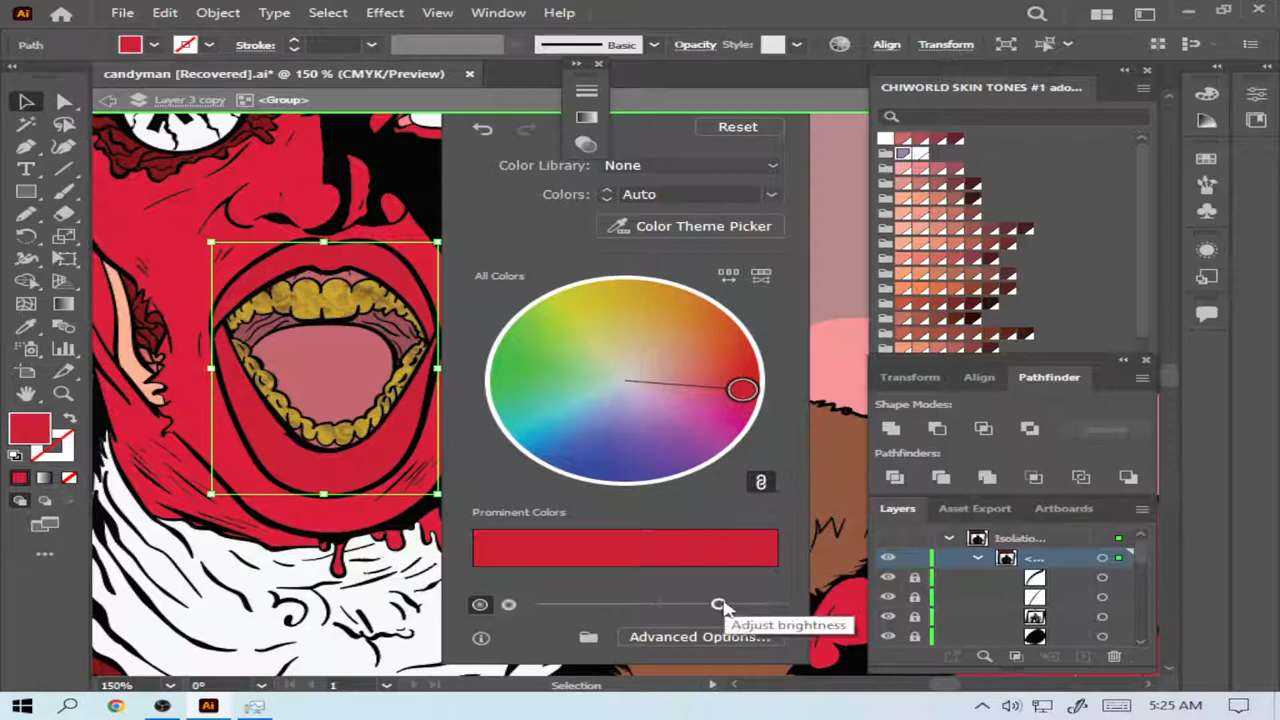 Ai File Edit Object Type Select Effect View Window Help
Path Stroke: Basic Opacity Style: Align Transform
candyman [Recovered].ai* @ 150 % (CMYK/Preview)
CHIWORLD SKIN TONES #1 ado...
Layer 3 copy <Group>
Reset
Color Library: None
Colors: Auto
Color Theme Picker
All Colors
Transform Align Pathfinder
Shape Modes:
Pathfinders:
Prominent Colors
Layers Asset Export Artboards
Isolatio...
<...
Adjust brightness
Advanced Options...
150% 0° 1 Selection
Ai 5:25 AM